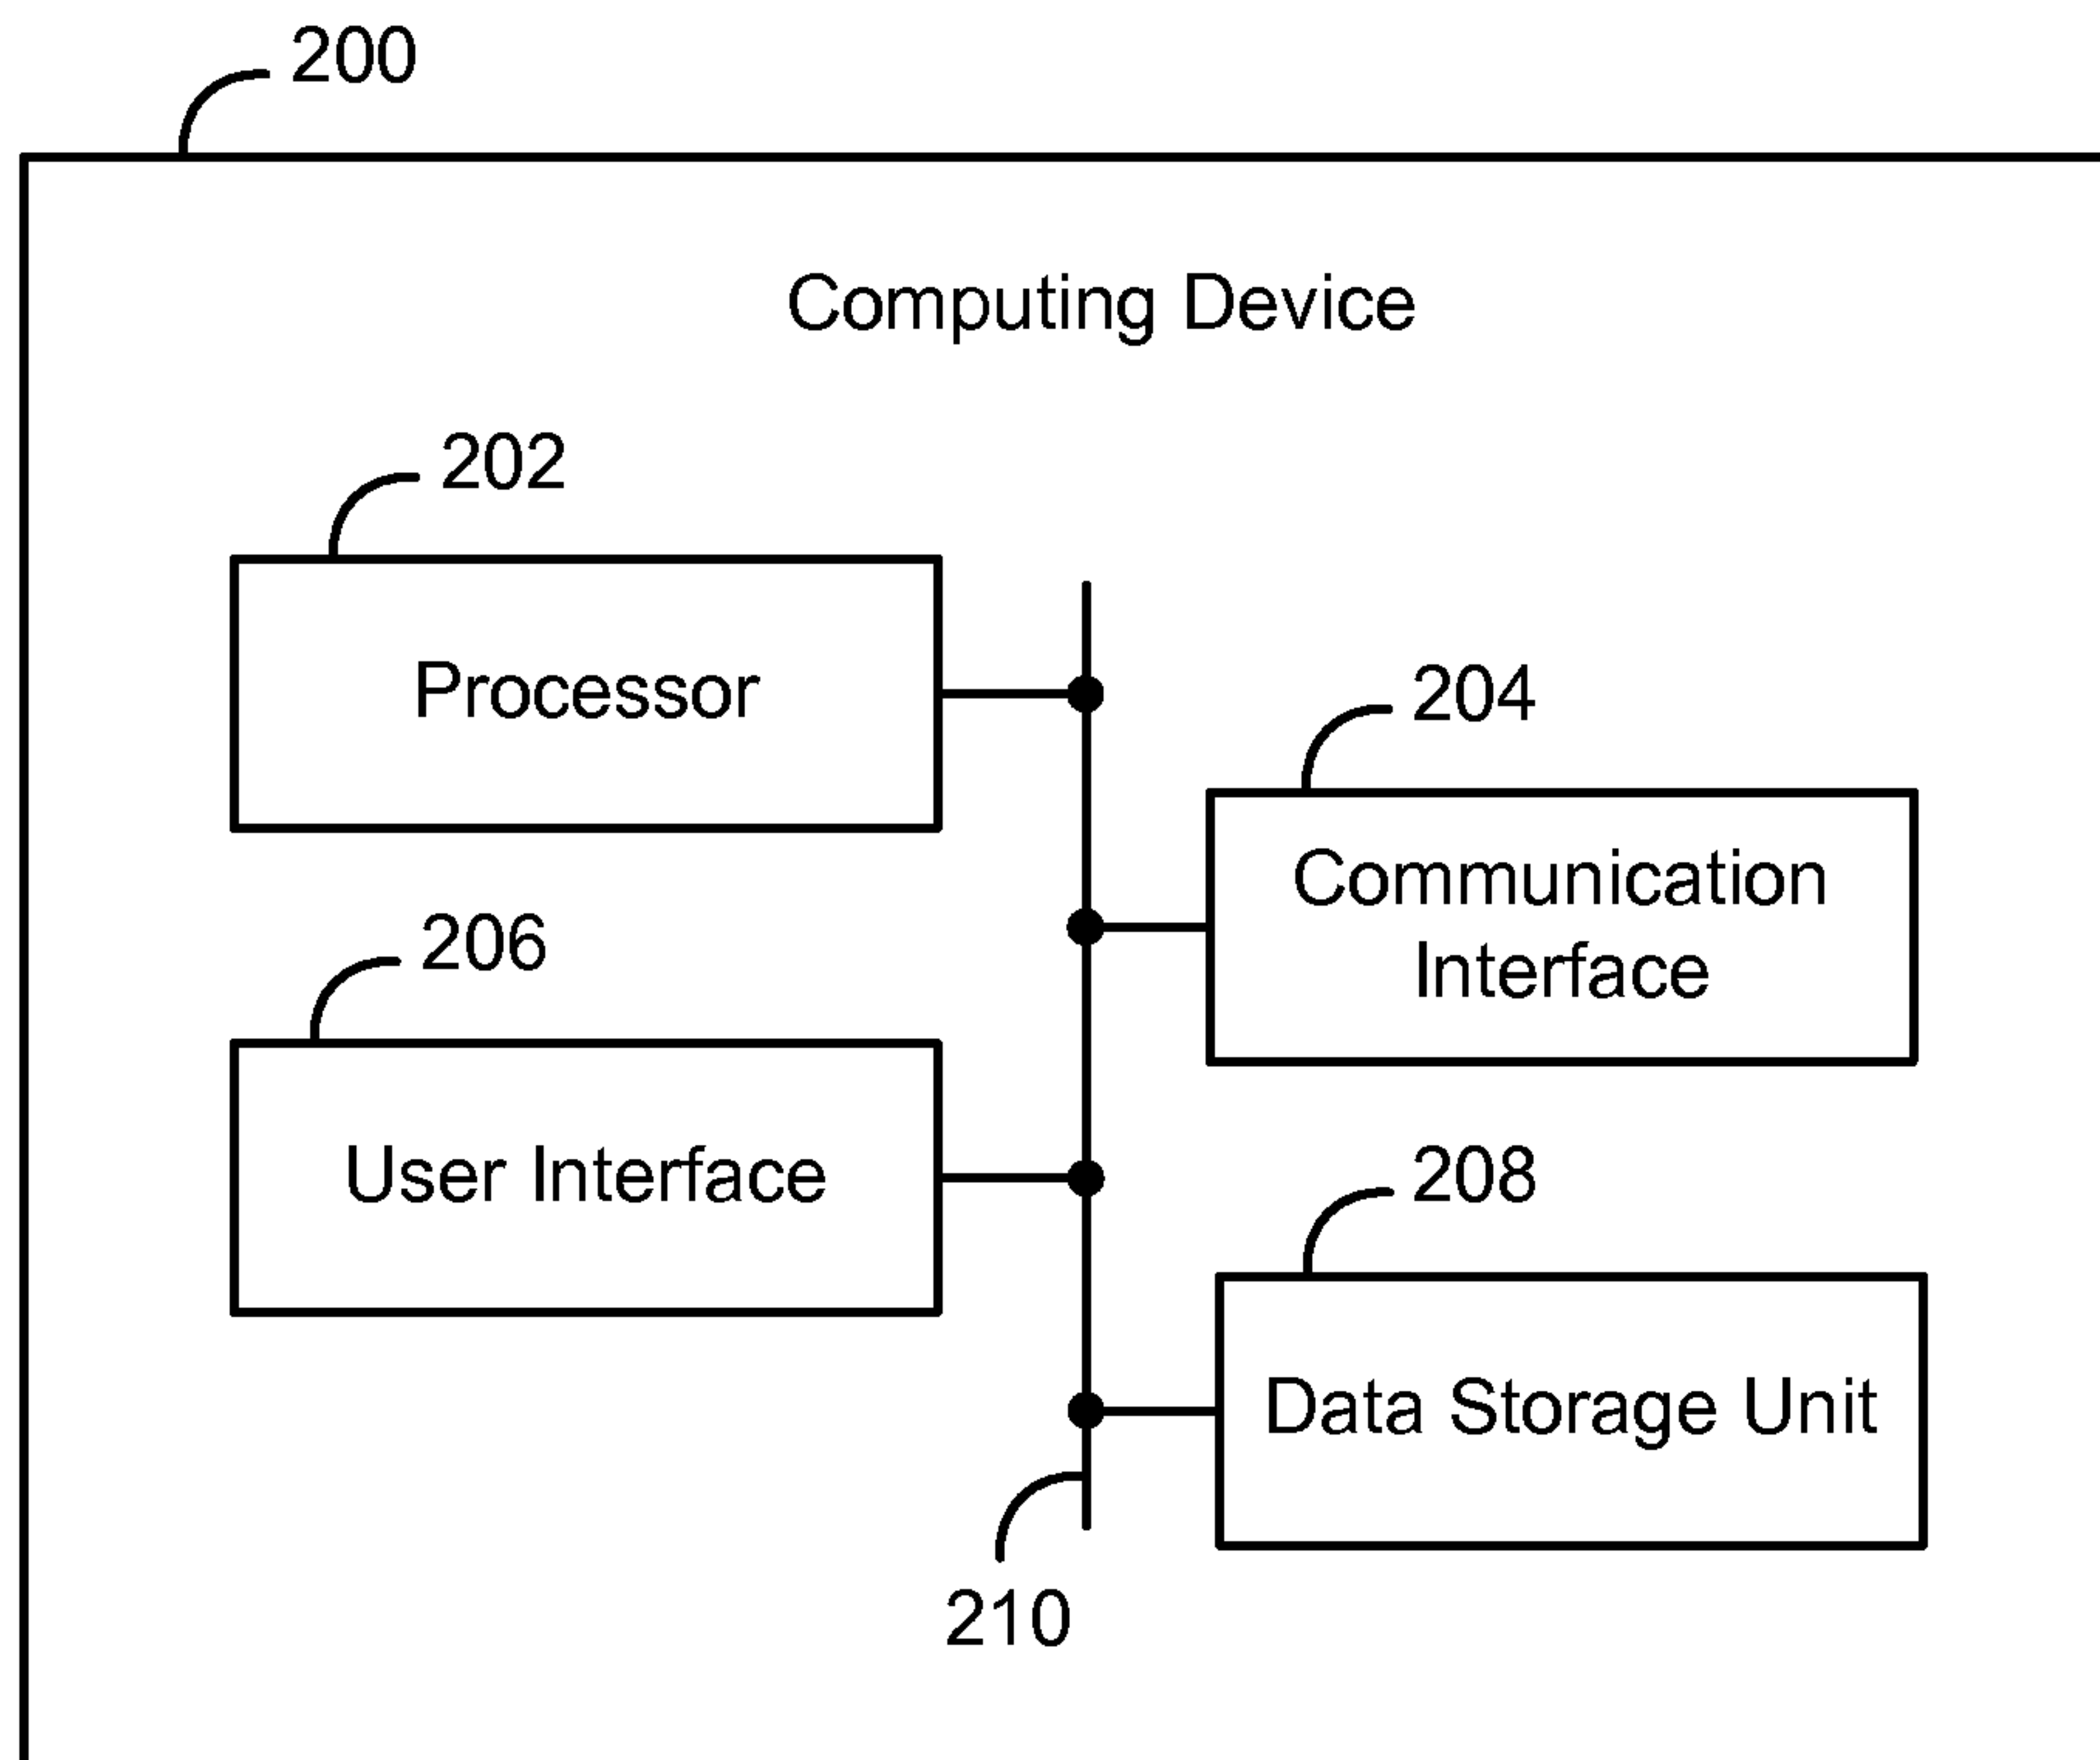 200
Computing Device
202
Processor
204
Communication
Interface
206
User Interface
208
Data Storage Unit
210